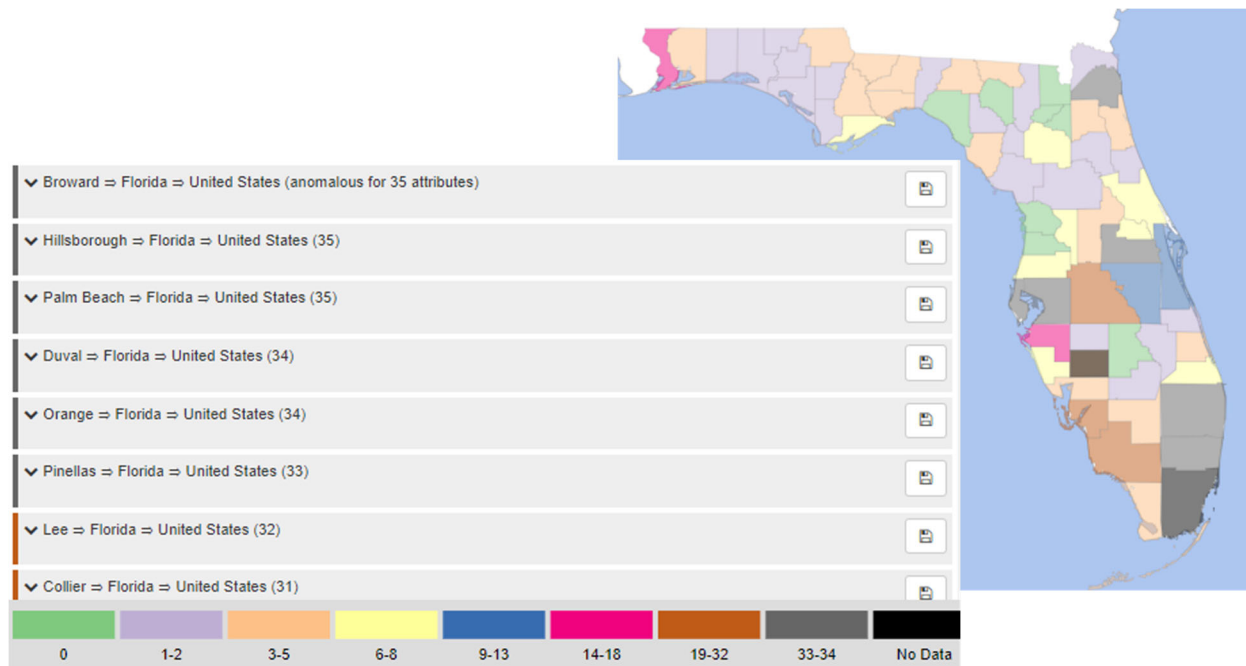 Broward ⇒ Florida ⇒ United States (anomalous for 35 attributes)
Hillsborough ⇒ Florida ⇒ United States (35)
Palm Beach ⇒ Florida ⇒ United States (35)
Duval ⇒ Florida ⇒ United States (34)
Orange ⇒ Florida ⇒ United States (34)
Pinellas ⇒ Florida ⇒ United States (33)
Lee ⇒ Florida ⇒ United States (32)
Collier ⇒ Florida ⇒ United States (31)
0 1-2 3-5 6-8 9-13 14-18 19-32 33-34 No Data